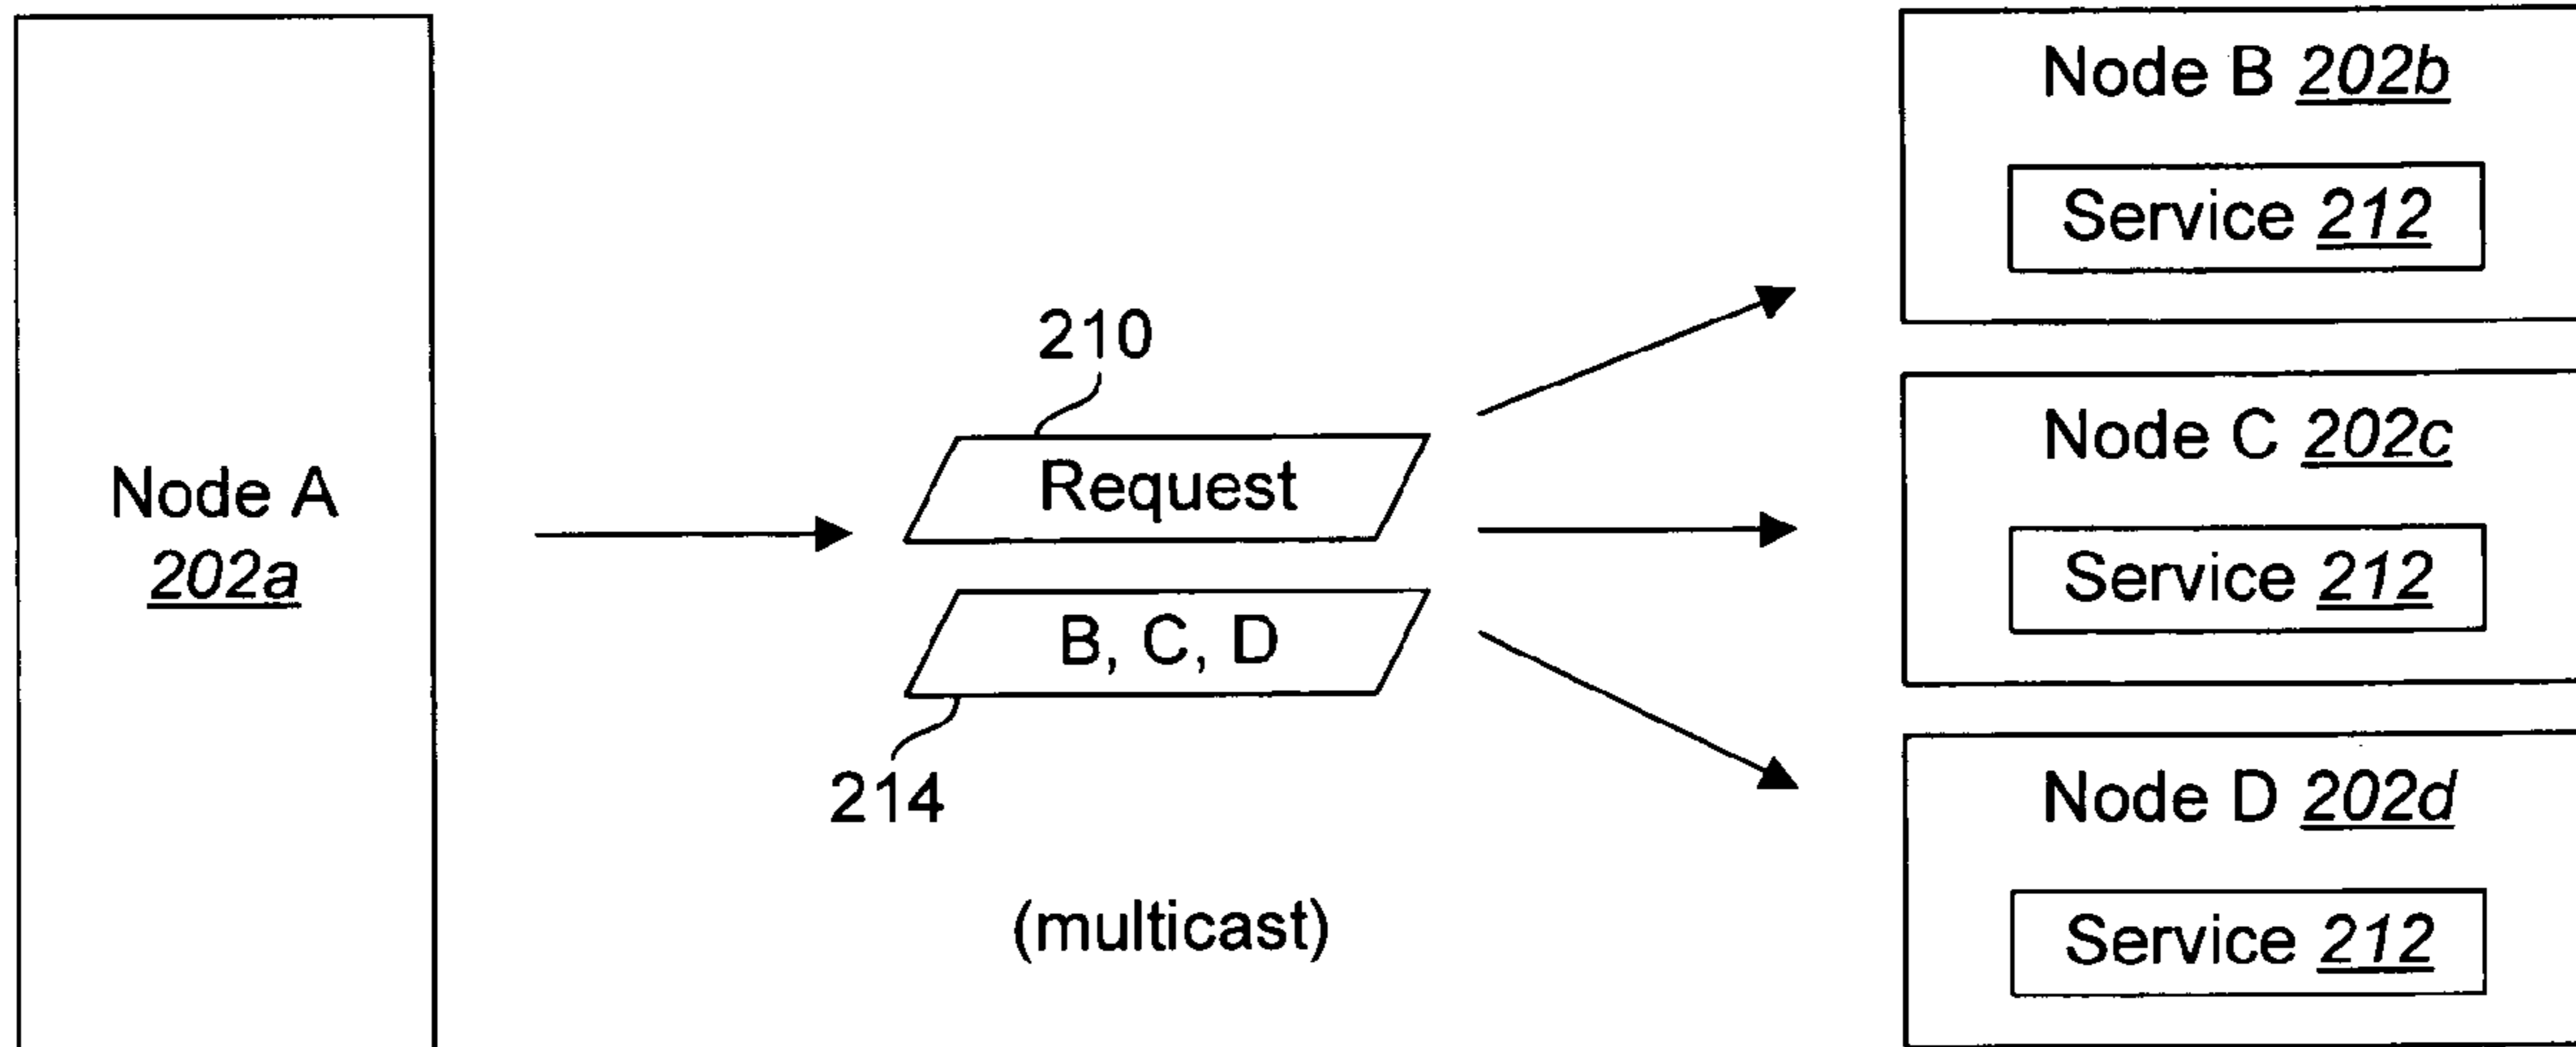 Node A
202a
210
Request
B, C, D
214
(multicast)
Node B 202b
Service 212
Node C 202c
Service 212
Node D 202d
Service 212